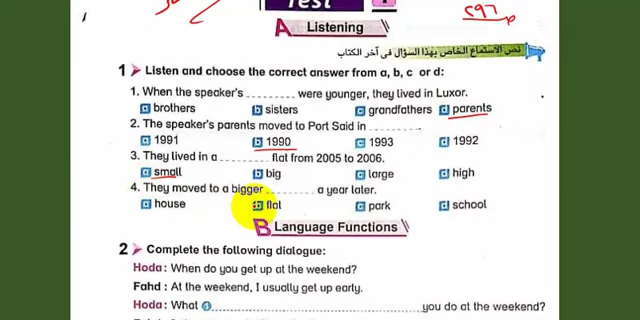 Test
٤٩٦
A Listening
نص الاستماع الخاص بهذا السؤال فى آخر الكتاب
1 Listen and choose the correct answer from a, b, c or d:
1. When the speaker's ........ were younger, they lived in Luxor.
a brothers b sisters c grandfathers d parents
2. The speaker's parents moved to Port Said in ........
a 1991 b 1990 c 1993 d 1992
3. They lived in a ........ flat from 2005 to 2006.
a small b big c large d high
4. They moved to a bigger ........ a year later.
a house b flat c park d school
B Language Functions
2 Complete the following dialogue:
Hoda: When do you get up at the weekend?
Fahd: At the weekend, I usually get up early.
Hoda: What 1 ........ you do at the weekend?